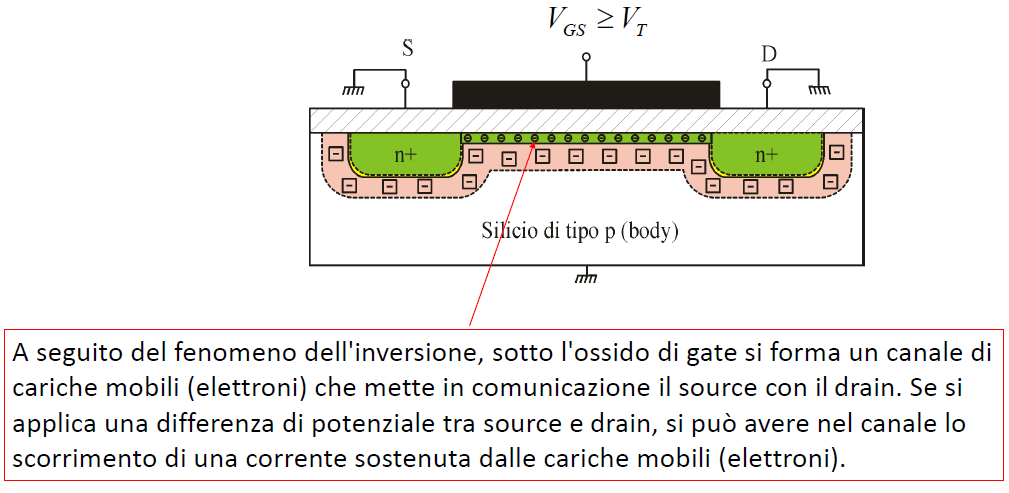 V_GS ≥ V_T
S
D
n+
n+
Silicio di tipo p (body)
A seguito del fenomeno dell'inversione, sotto l'ossido di gate si forma un canale di
cariche mobili (elettroni) che mette in comunicazione il source con il drain. Se si
applica una differenza di potenziale tra source e drain, si può avere nel canale lo
scorrimento di una corrente sostenuta dalle cariche mobili (elettroni).